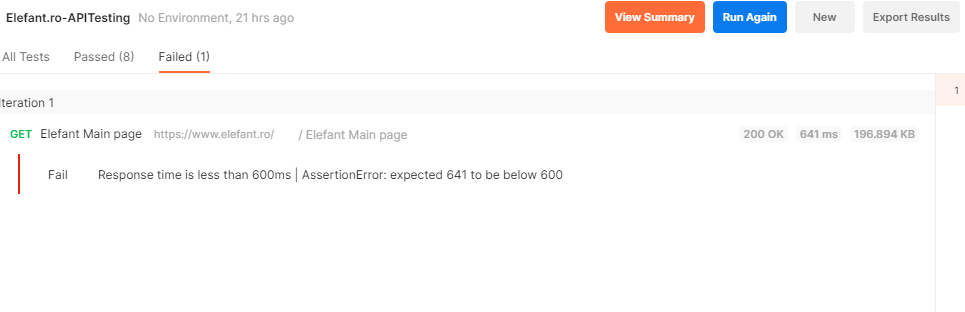 Elefant.ro-APITesting No Environment, 21 hrs ago View Summary Run Again New Export Results
All Tests Passed (8) Failed (1)
1
Iteration 1
GET Elefant Main page https://www.elefant.ro/ / Elefant Main page 200 OK 641 ms 196.894 KB
Fail Response time is less than 600ms | AssertionError: expected 641 to be below 600